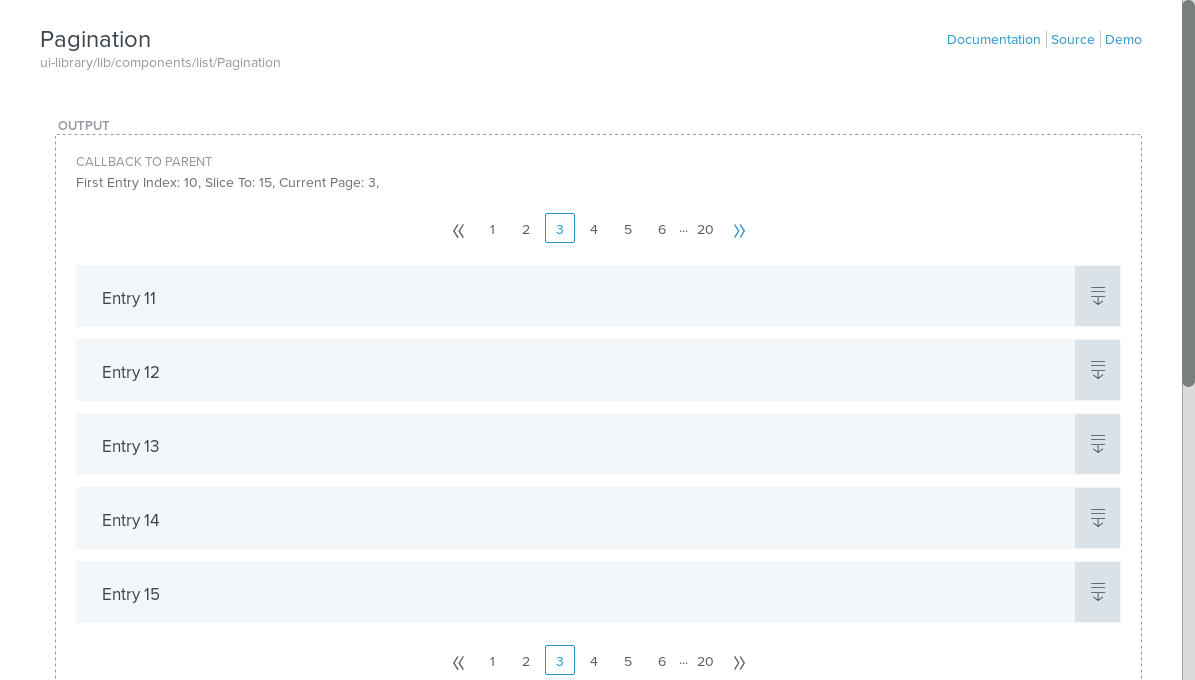 Pagination
Documentation Source Demo
ui-library/lib/components/list/Pagination
OUTPUT
CALLBACK TO PARENT
First Entry Index: 10, Slice To: 15, Current Page: 3,
1 2 3 4 5 6 ... 20
Entry 11
Entry 12
Entry 13
Entry 14
Entry 15
1 2 3 4 5 6 ... 20